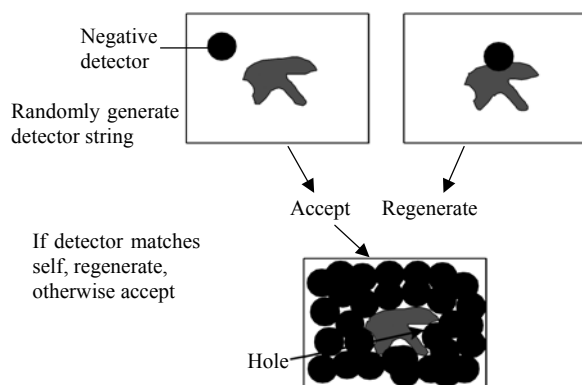 Negative
detector
Randomly generate
detector string
Accept
Regenerate
If detector matches
self, regenerate,
otherwise accept
Hole